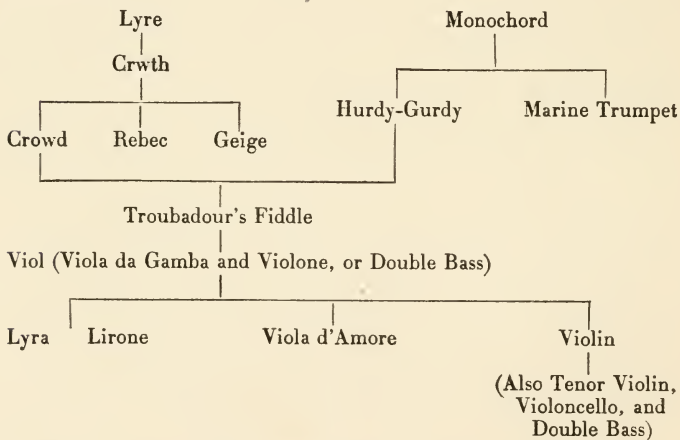 Lyre Monochord
Crwth
Hurdy-Gurdy Marine Trumpet
Crowd Rebec Geige
Troubadour's Fiddle
Viol (Viola da Gamba and Violone, or Double Bass)
Lyra Lirone Viola d'Amore Violin
(Also Tenor Violin,
Violoncello, and
Double Bass)